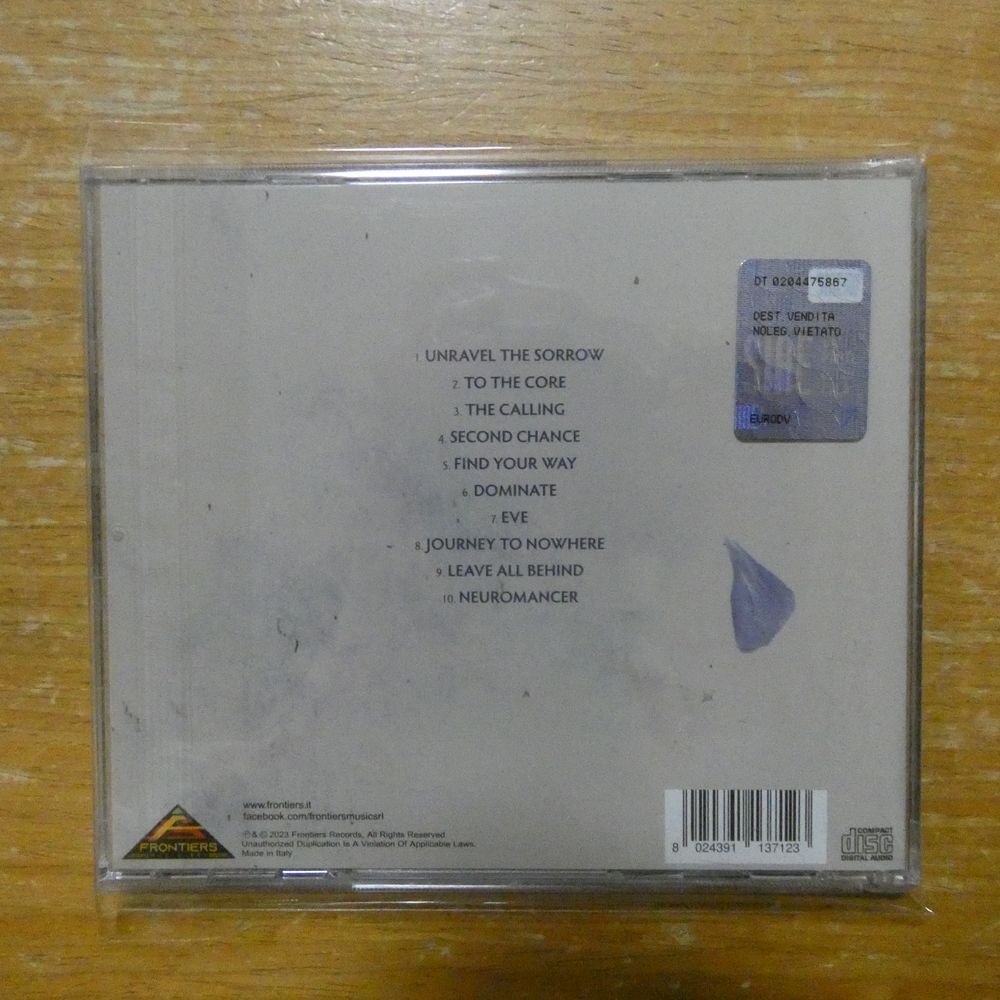 DT 0204475867
DEST. VENDITA
NOLEG. VIETATO
EURODV
1. UNRAVEL THE SORROW
2. TO THE CORE
3. THE CALLING
4. SECOND CHANCE
5. FIND YOUR WAY
6. DOMINATE
7. EVE
8. JOURNEY TO NOWHERE
9. LEAVE ALL BEHIND
10. NEUROMANCER
www.frontiers.it
facebook.com/frontiersmusicsrl
℗ & © 2023 Frontiers Records, All Rights Reserved
Unauthorized Duplication Is A Violation Of Applicable Laws.
Made in Italy
FRONTIERS
8 024391 137123
COMPACT
disc
DIGITAL AUDIO